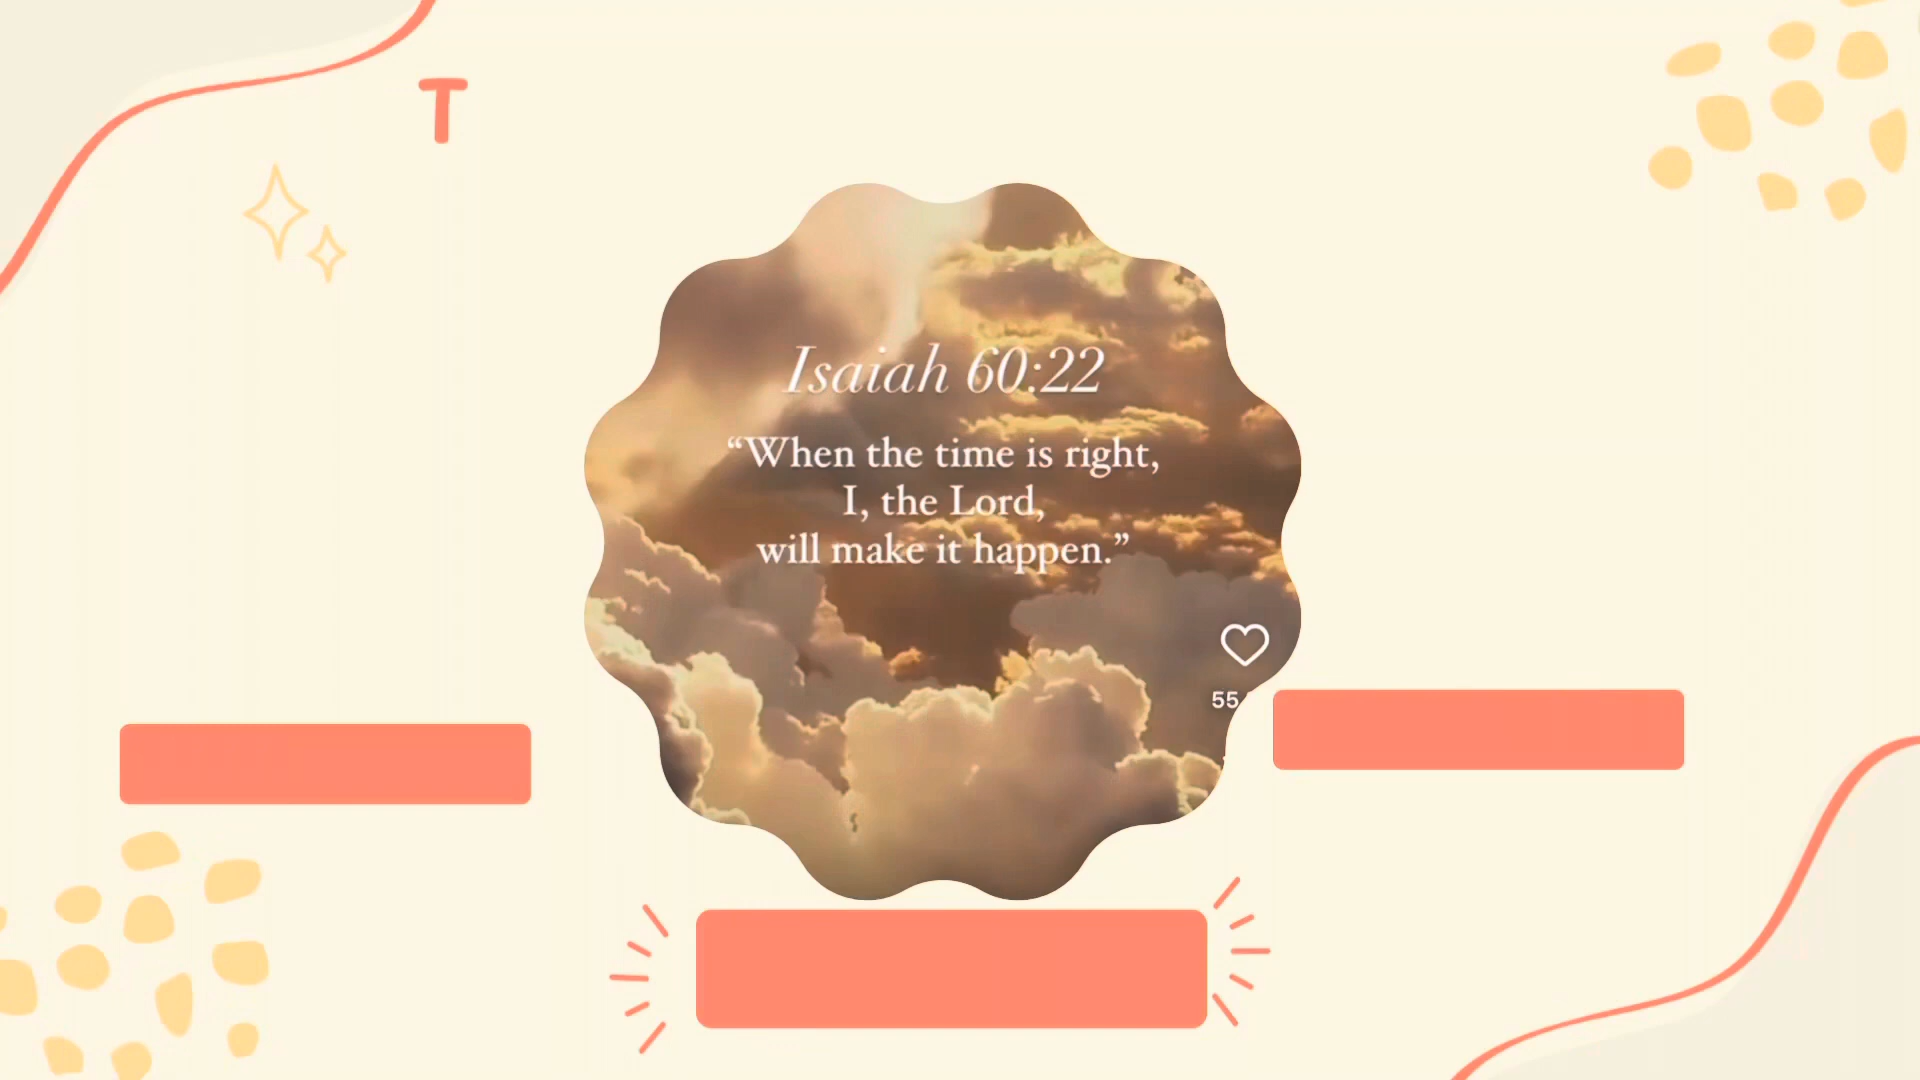 T
Isaiah 60:22
“When the time is right,
I, the Lord,
will make it happen.”
55